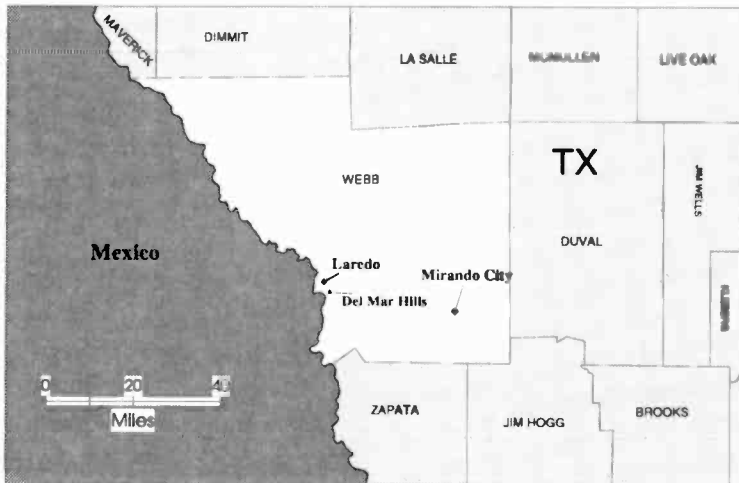 MAVERICK
DIMMIT
LA SALLE
MCMULLEN
LIVE OAK
WEBB
TX
JIM WELLS
DUVAL
Mexico
Laredo
Mirando City
Del Mar Hills
0 20 40
Miles
ZAPATA
JIM HOGG
BROOKS